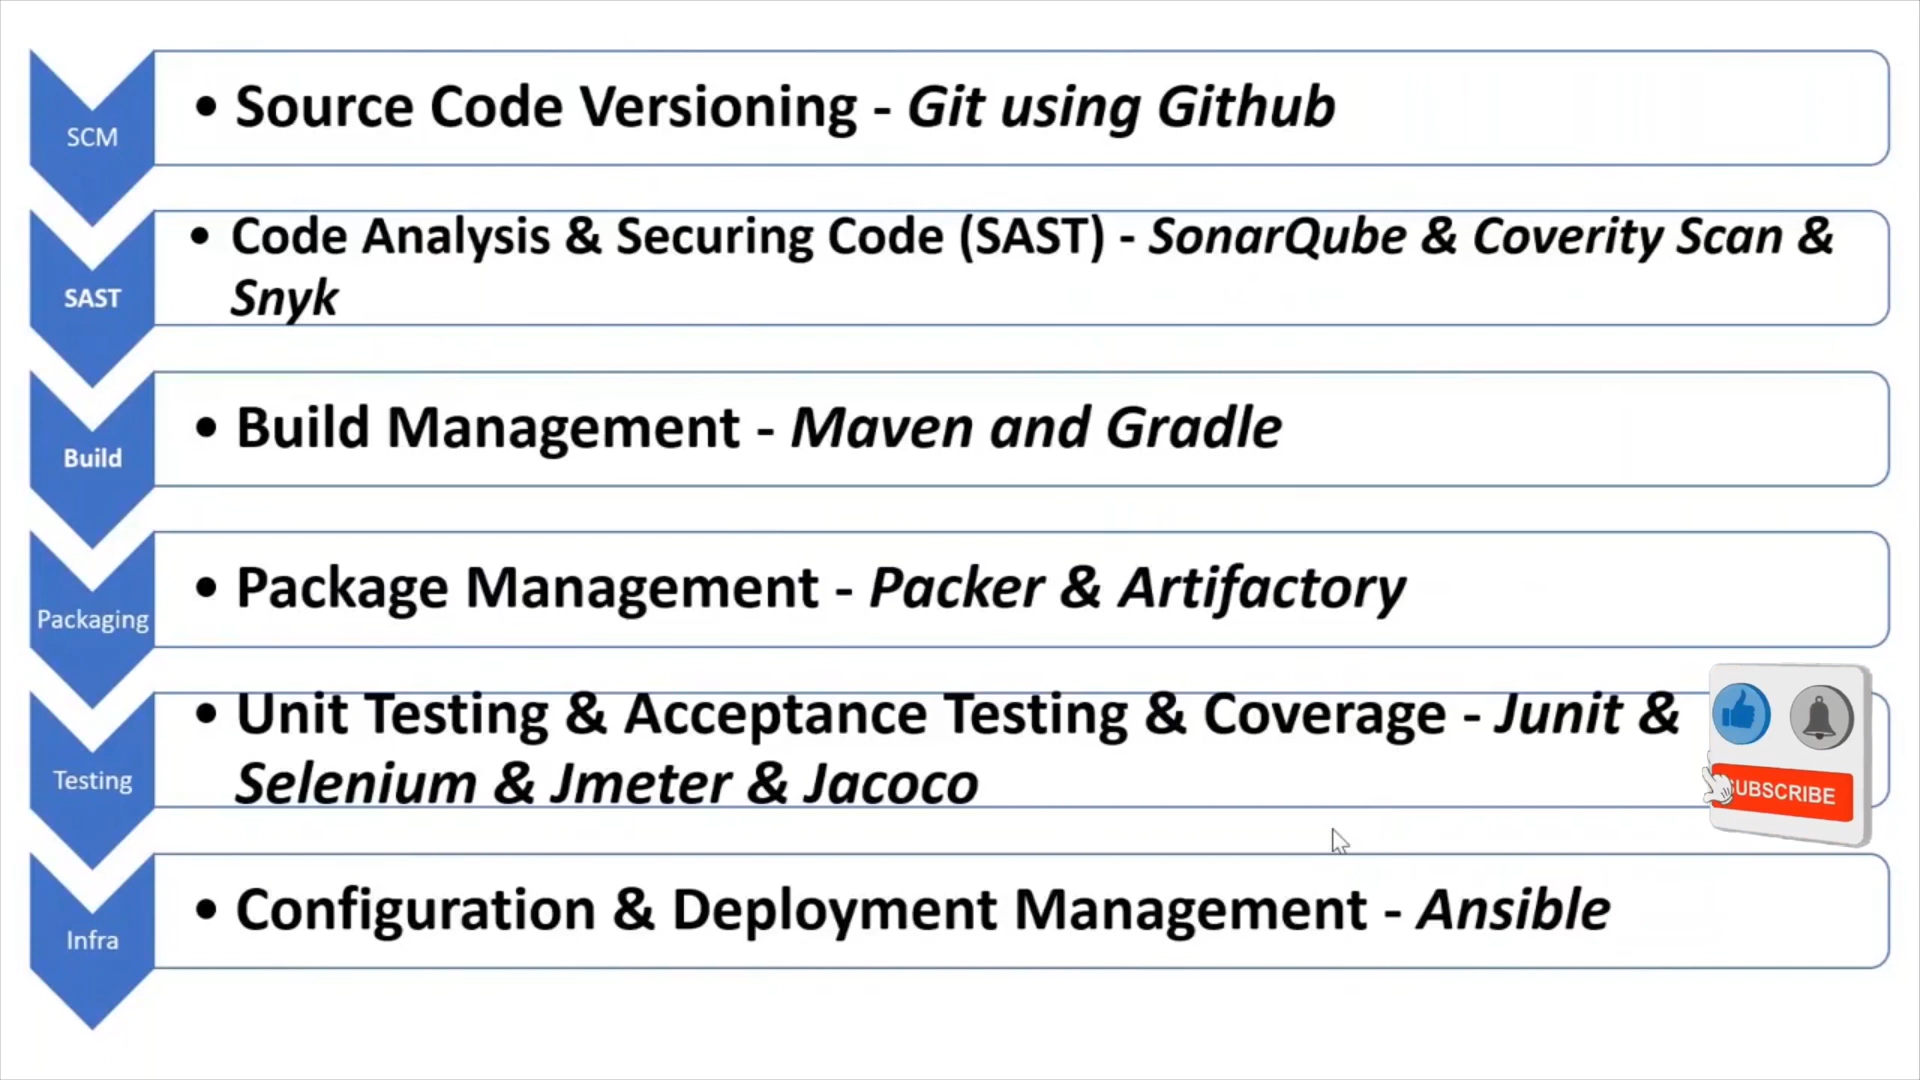 SCM
• Source Code Versioning - Git using Github
SAST
• Code Analysis & Securing Code (SAST) - SonarQube & Coverity Scan &
Snyk
Build
• Build Management - Maven and Gradle
Packaging
• Package Management - Packer & Artifactory
Testing
• Unit Testing & Acceptance Testing & Coverage - Junit &
Selenium & Jmeter & Jacoco
SUBSCRIBE
Infra
• Configuration & Deployment Management - Ansible